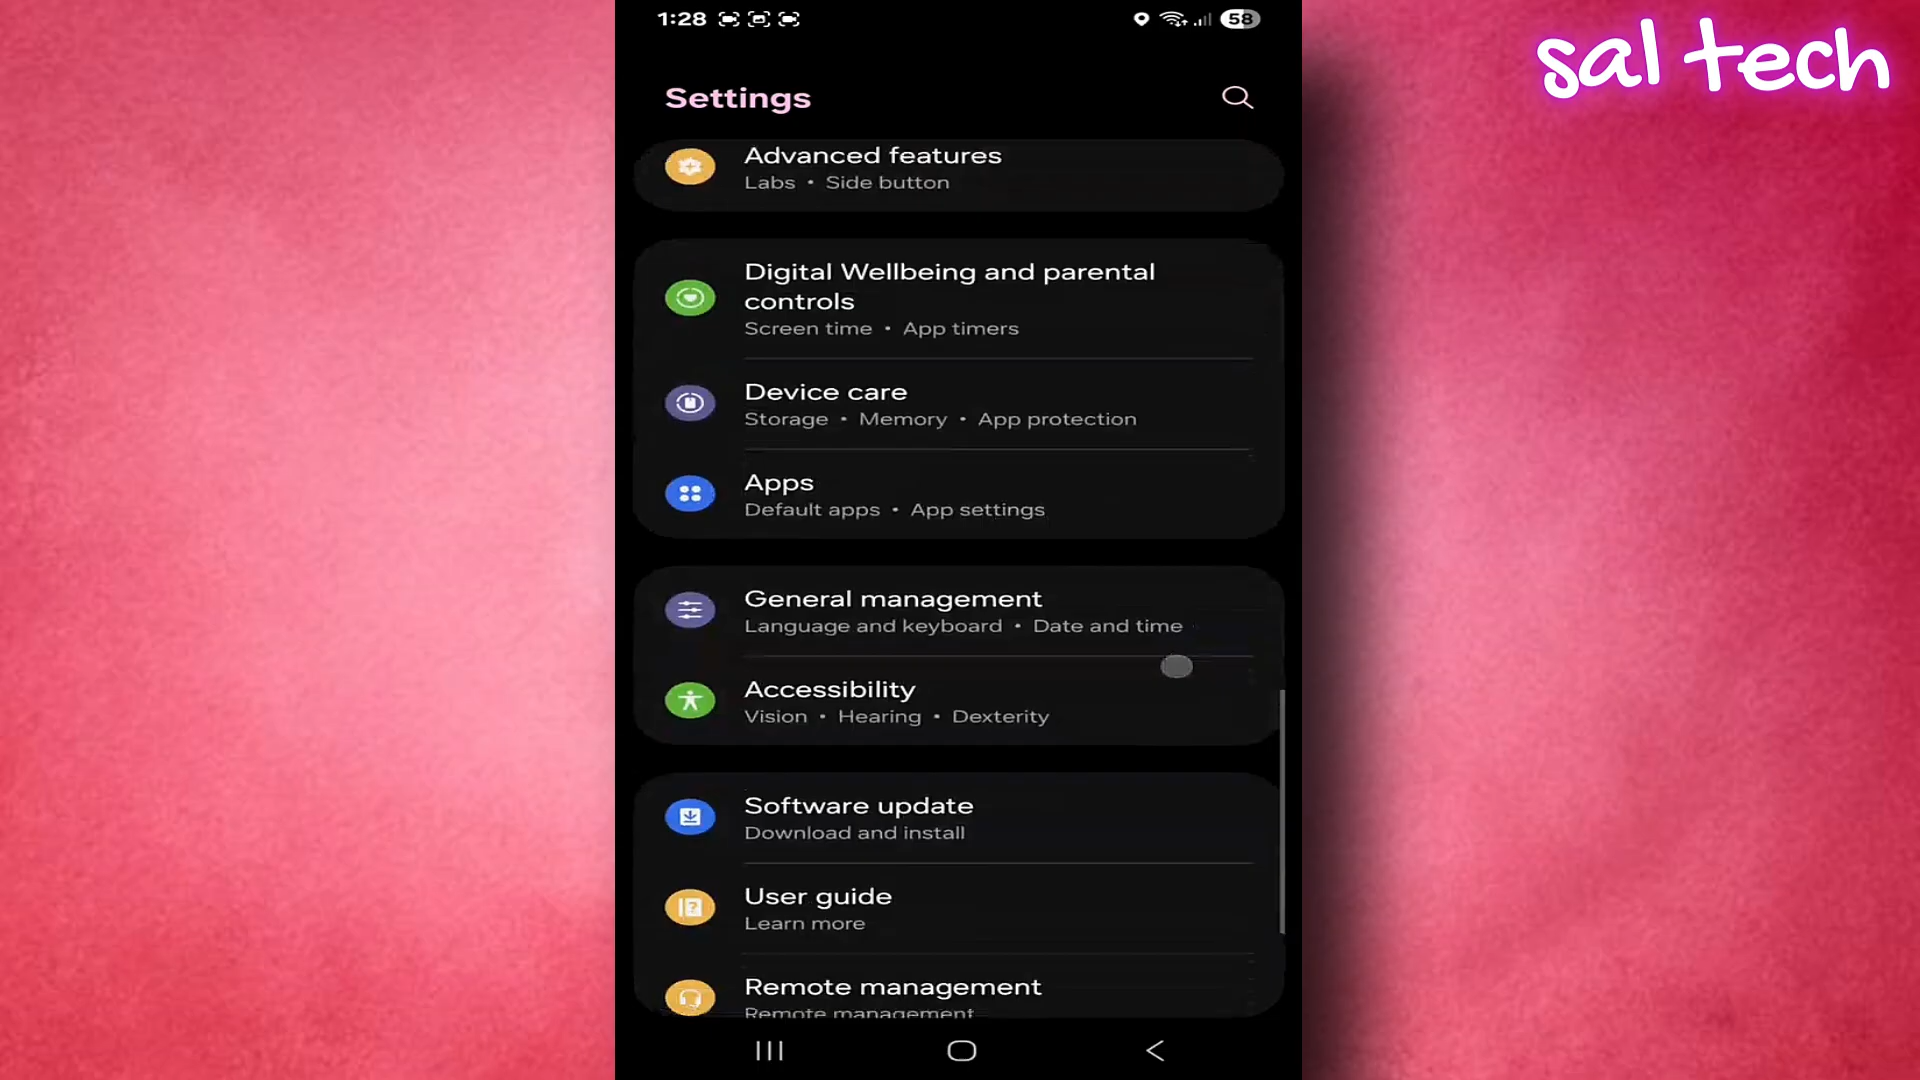 1:28
58
sal tech
Settings
Advanced features
Labs • Side button
Digital Wellbeing and parental
controls
Screen time • App timers
Device care
Storage • Memory • App protection
Apps
Default apps • App settings
General management
Language and keyboard • Date and time
Accessibility
Vision • Hearing • Dexterity
Software update
Download and install
User guide
Learn more
Remote management
Remote management